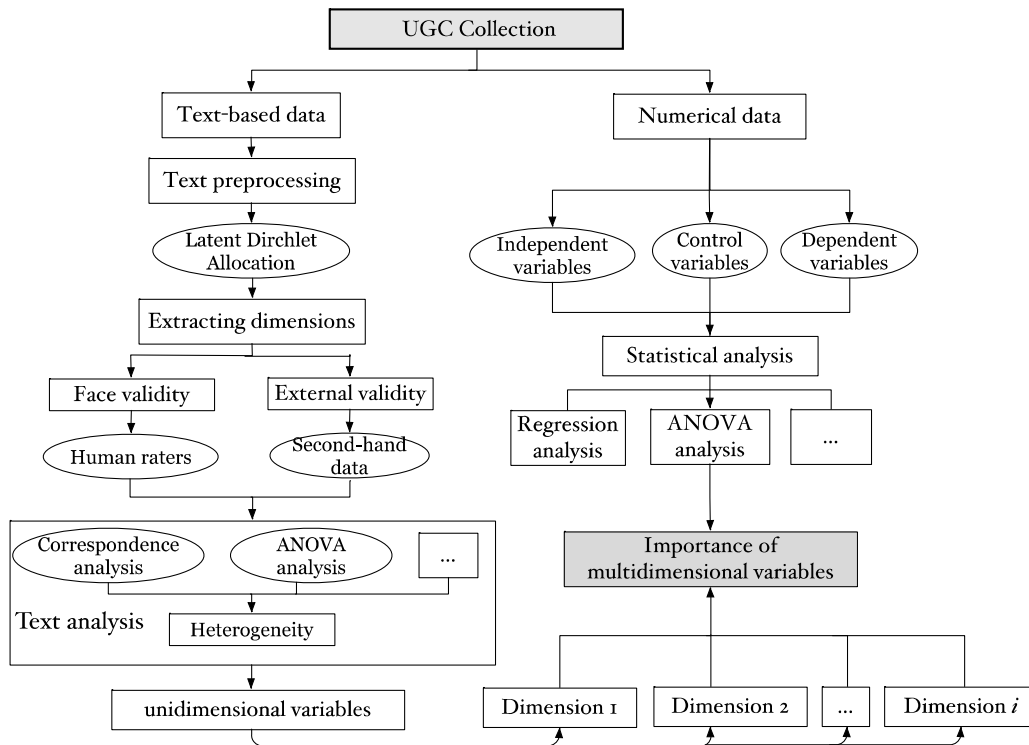 UGC Collection
Text-based data
Numerical data
Text preprocessing
Latent Dirchlet
Allocation
Independent
variables
Control
variables
Dependent
variables
Extracting dimensions
Statistical analysis
Face validity
External validity
Regression
analysis
ANOVA
analysis
...
Human raters
Second-hand
data
Correspondence
analysis
ANOVA
analysis
...
Importance of
multidimensional variables
Text analysis
Heterogeneity
unidimensional variables
Dimension 1
Dimension 2
...
Dimension i